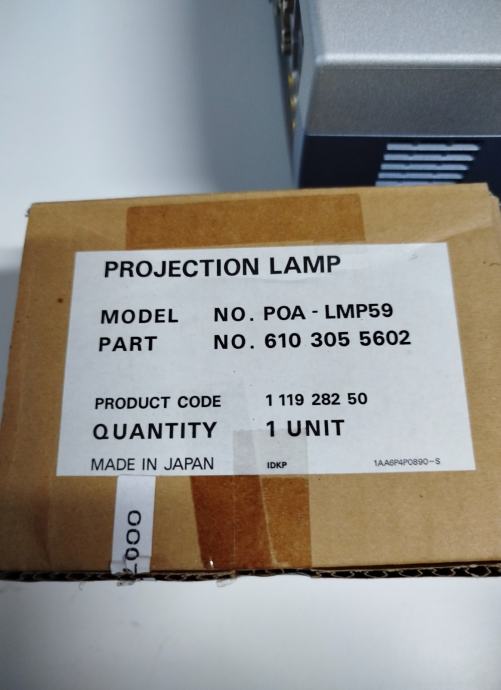 PROJECTION LAMP
MODEL NO. POA - LMP59
PART NO. 610 305 5602
PRODUCT CODE 1 119 282 50
QUANTITY 1 UNIT
MADE IN JAPAN IDKP 1AA6P4P0890-S
000-